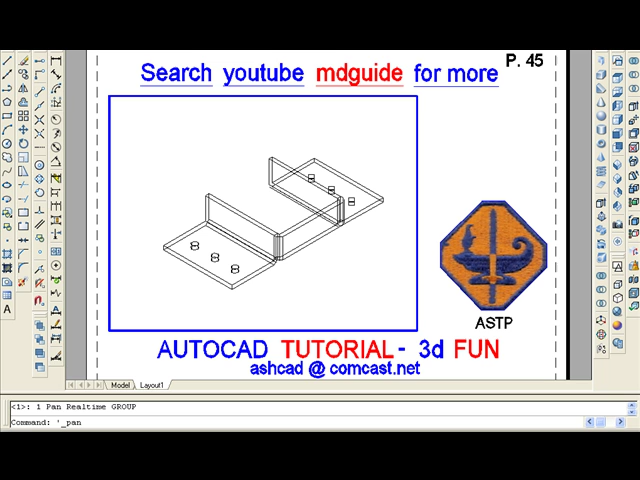 P. 45
Search youtube mdguide for more
ASTP
AUTOCAD TUTORIAL - 3d FUN
ashcad @ comcast.net
Model Layout1
<1>: 1 Pan Realtime GROUP
Command: '_pan
A